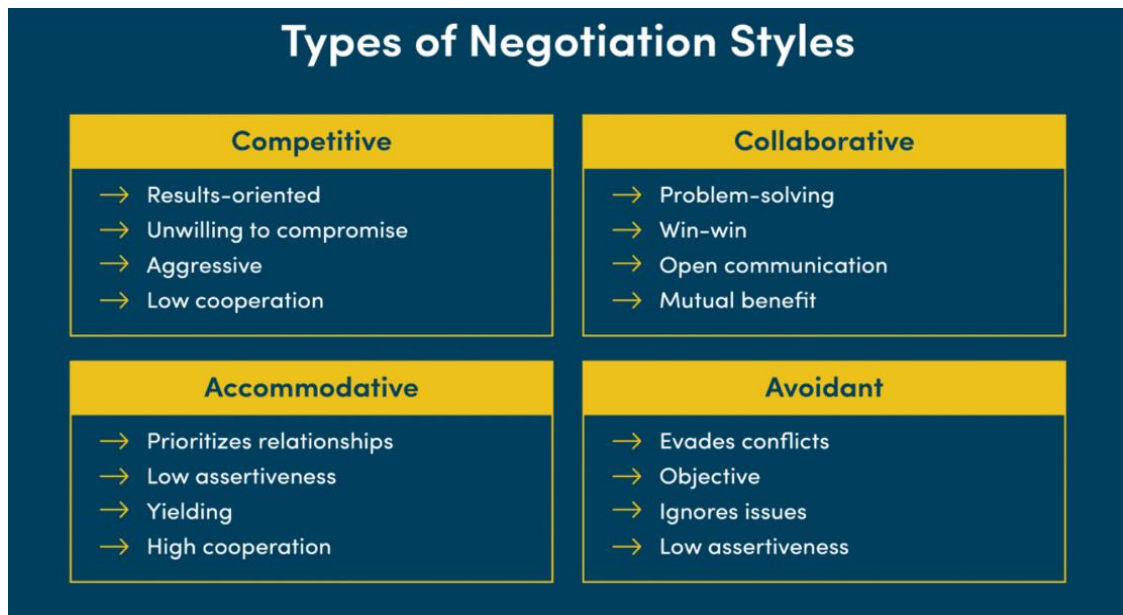 Types of Negotiation Styles
Competitive
→ Results-oriented
→ Unwilling to compromise
→ Aggressive
→ Low cooperation
Collaborative
→ Problem-solving
→ Win-win
→ Open communication
→ Mutual benefit
Accommodative
→ Prioritizes relationships
→ Low assertiveness
→ Yielding
→ High cooperation
Avoidant
→ Evades conflicts
→ Objective
→ Ignores issues
→ Low assertiveness